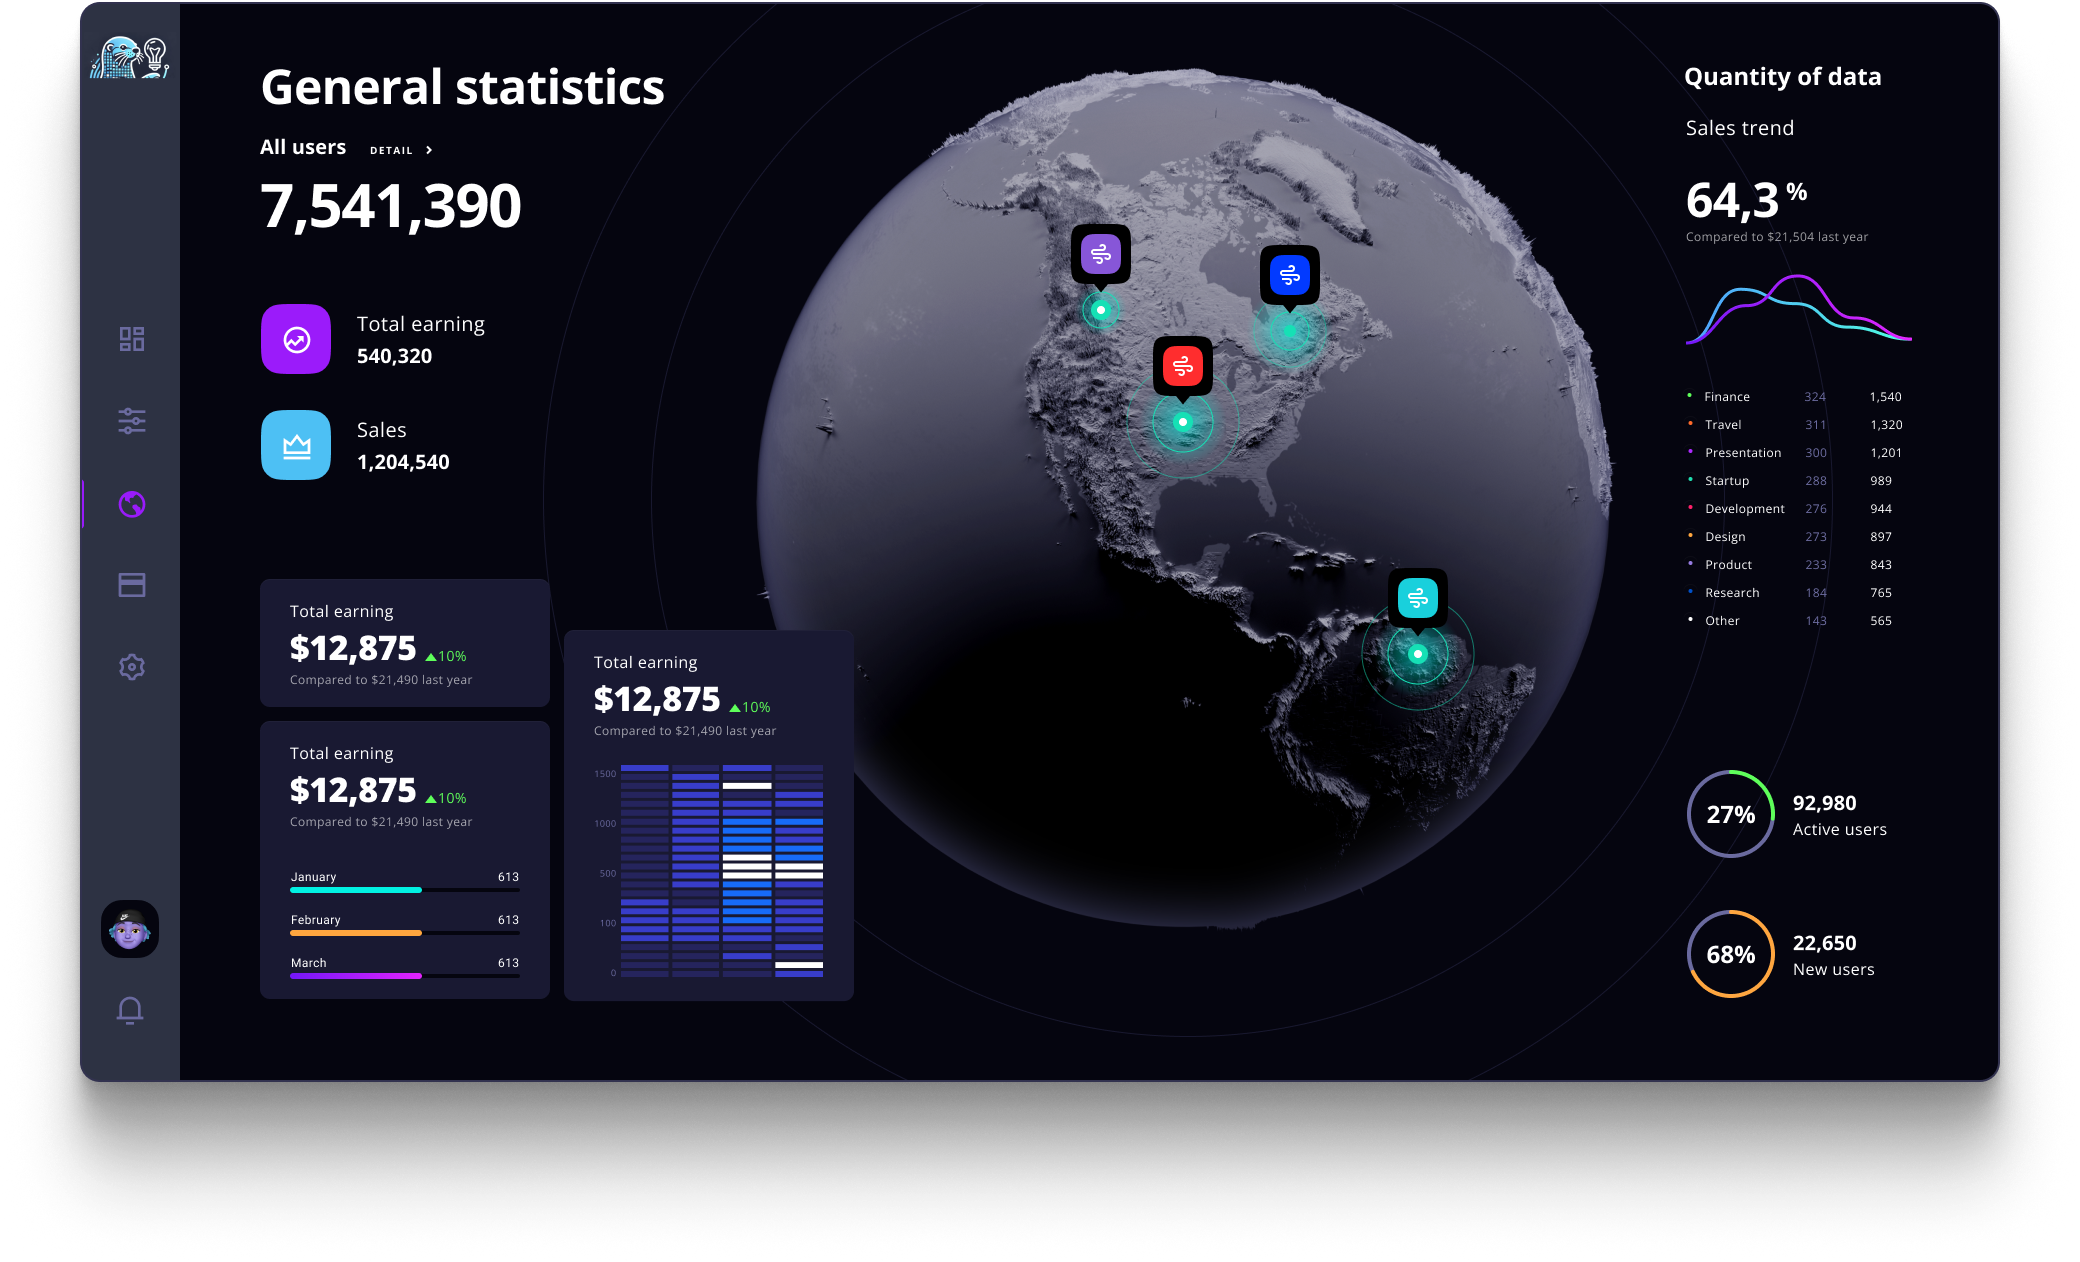 General statistics
All users DETAIL
7,541,390
Total earning
540,320
Sales
1,204,540
Total earning
$12,875 10%
Compared to $21,490 last year
Total earning
$12,875 10%
Compared to $21,490 last year
January 613
February 613
March 613
Total earning
$12,875 10%
Compared to $21,490 last year
1500
1000
500
100
0
Quantity of data
Sales trend
64,3 %
Compared to $21,504 last year
Finance 324 1,540
Travel 311 1,320
Presentation 300 1,201
Startup 288 989
Development 276 944
Design 273 897
Product 233 843
Research 184 765
Other 143 565
27%
92,980
Active users
68%
22,650
New users